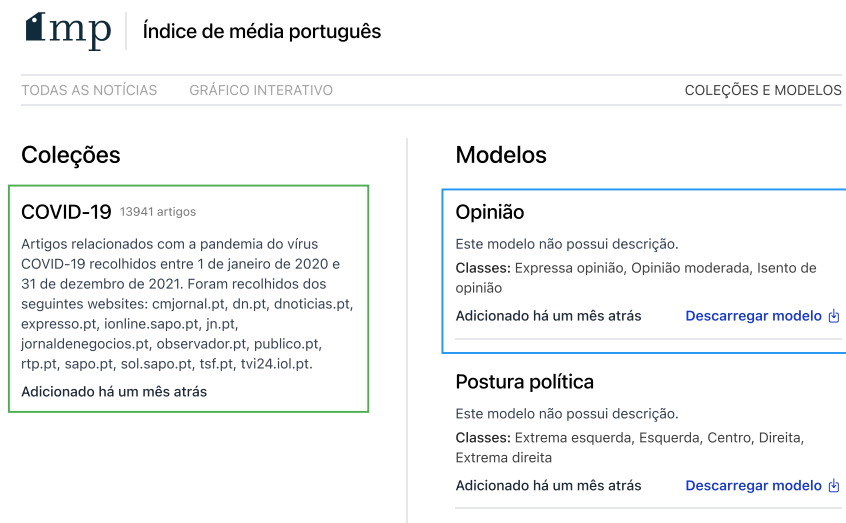 imp
Índice de média português
TODAS AS NOTÍCIAS
GRÁFICO INTERATIVO
COLEÇÕES E MODELOS
Coleções
COVID-19 13941 artigos
Artigos relacionados com a pandemia do vírus
COVID-19 recolhidos entre 1 de janeiro de 2020 e
31 de dezembro de 2021. Foram recolhidos dos
seguintes websites: cmjornal.pt, dn.pt, dnoticias.pt,
expresso.pt, ionline.sapo.pt, jn.pt,
jornaldenegocios.pt, observador.pt, publico.pt,
rtp.pt, sapo.pt, sol.sapo.pt, tsf.pt, tvi24.iol.pt.
Adicionado há um mês atrás
Modelos
Opinião
Este modelo não possui descrição.
Classes: Expressa opinião, Opinião moderada, Isento de
opinião
Adicionado há um mês atrás
Descarregar modelo
Postura política
Este modelo não possui descrição.
Classes: Extrema esquerda, Esquerda, Centro, Direita,
Extrema direita
Adicionado há um mês atrás
Descarregar modelo